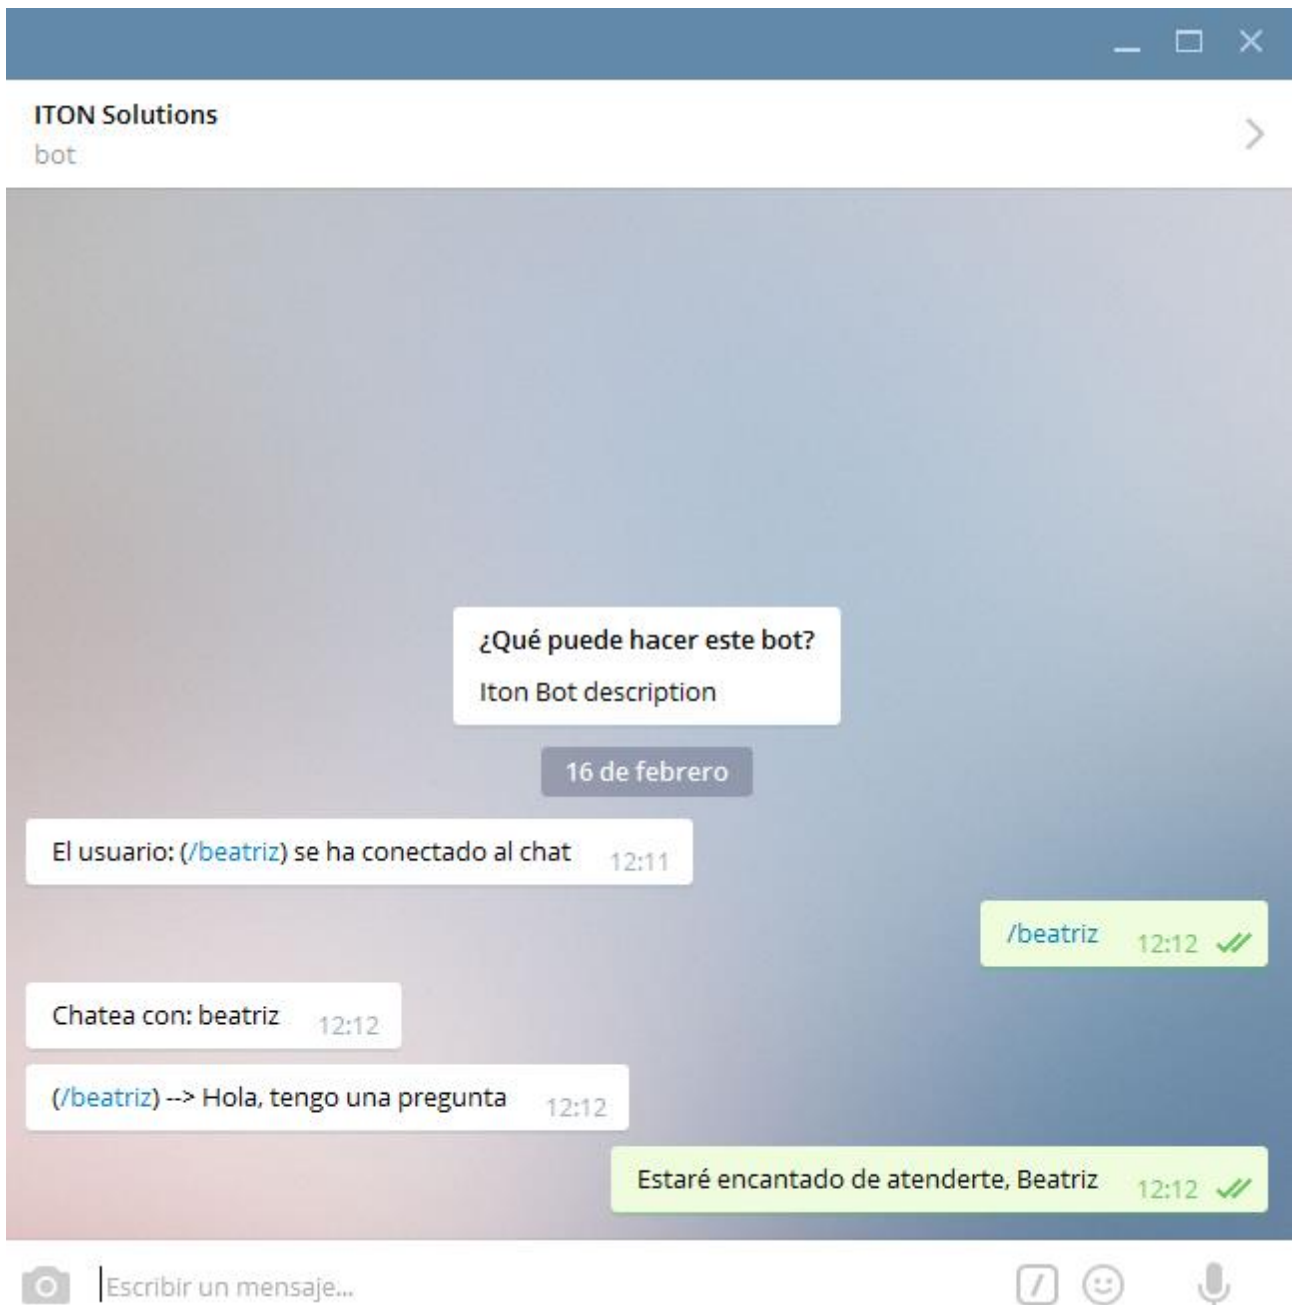 ITON Solutions
bot
¿Qué puede hacer este bot?
Iton Bot description
16 de febrero
El usuario: (/beatriz) se ha conectado al chat 12:11
/beatriz 12:12
Chatea con: beatriz 12:12
(/beatriz) --> Hola, tengo una pregunta 12:12
Estaré encantado de atenderte, Beatriz 12:12
Escribir un mensaje...